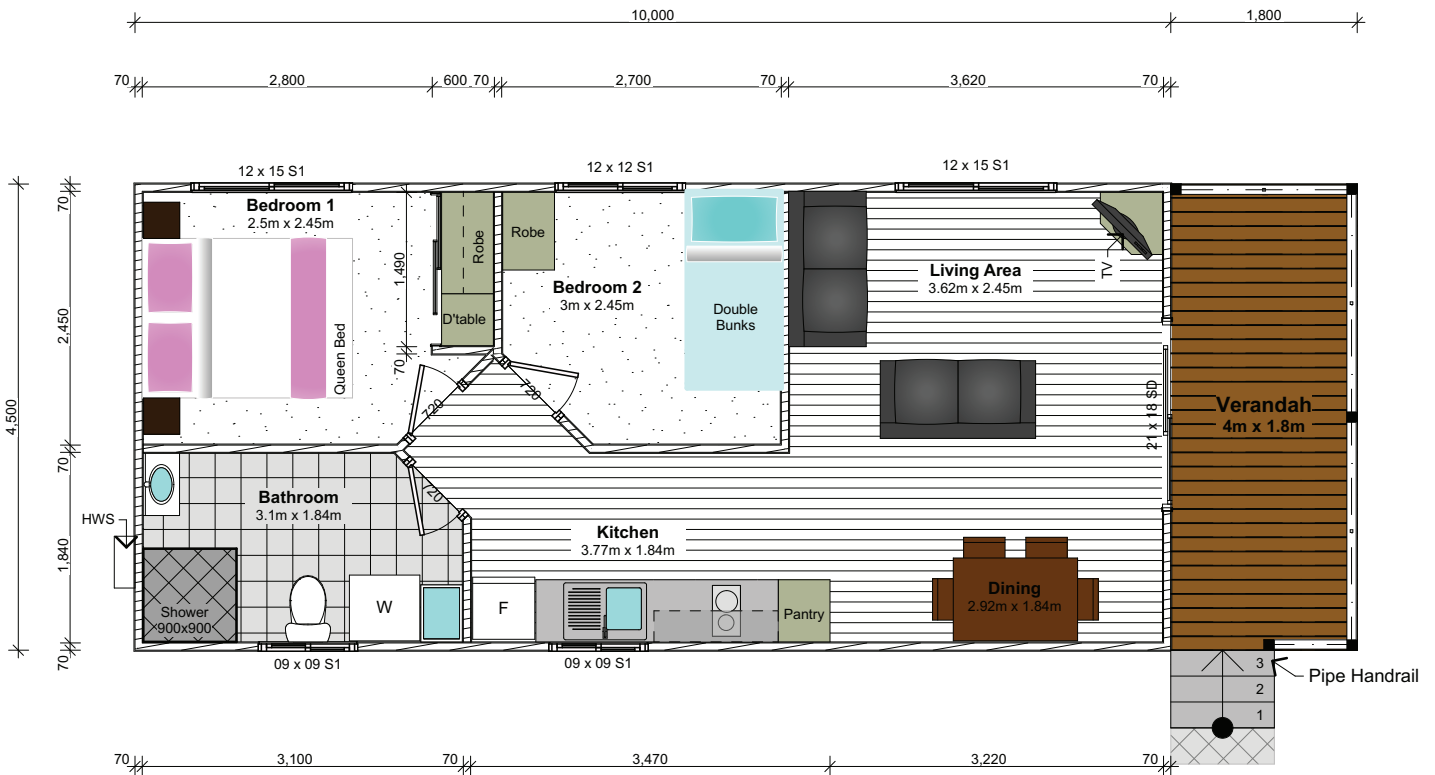 10,000
1,800
70
2,800
600
70
2,700
70
3,620
70
12 x 15 S1
12 x 12 S1
12 x 15 S1
4,500
70
2,450
70
1,840
70
Bedroom 1
2.5m x 2.45m
1,490
70
Robe
D'table
Queen Bed
Robe
Bedroom 2
3m x 2.45m
Double
Bunks
Living Area
3.62m x 2.45m
TV
21 x 18 SD
Verandah
4m x 1.8m
720
720
720
Bathroom
3.1m x 1.84m
HWS
Shower
900x900
W
F
Kitchen
3.77m x 1.84m
Pantry
Dining
2.92m x 1.84m
09 x 09 S1
09 x 09 S1
3
2
1
Pipe Handrail
70
3,100
70
3,470
3,220
70